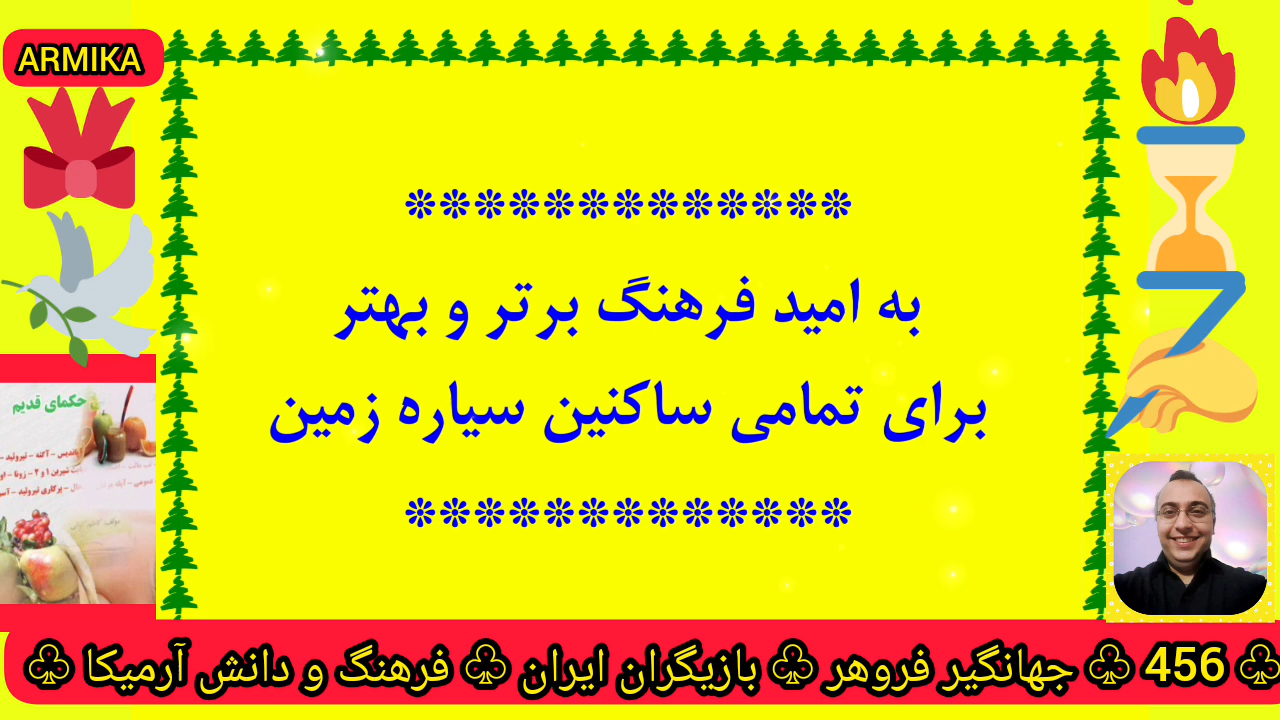 ARMIKA
❊❊❊❊❊❊❊❊❊❊❊❊❊
به امید فرهنگ برتر و بهتر
برای تمامی ساکنین سیاره زمین
❊❊❊❊❊❊❊❊❊❊❊❊❊
حکمای قدیم
♧ 456 ♧ جهانگیر فروهر ♧ بازیگران ایران ♧ فرهنگ و دانش آرمیکا ♧